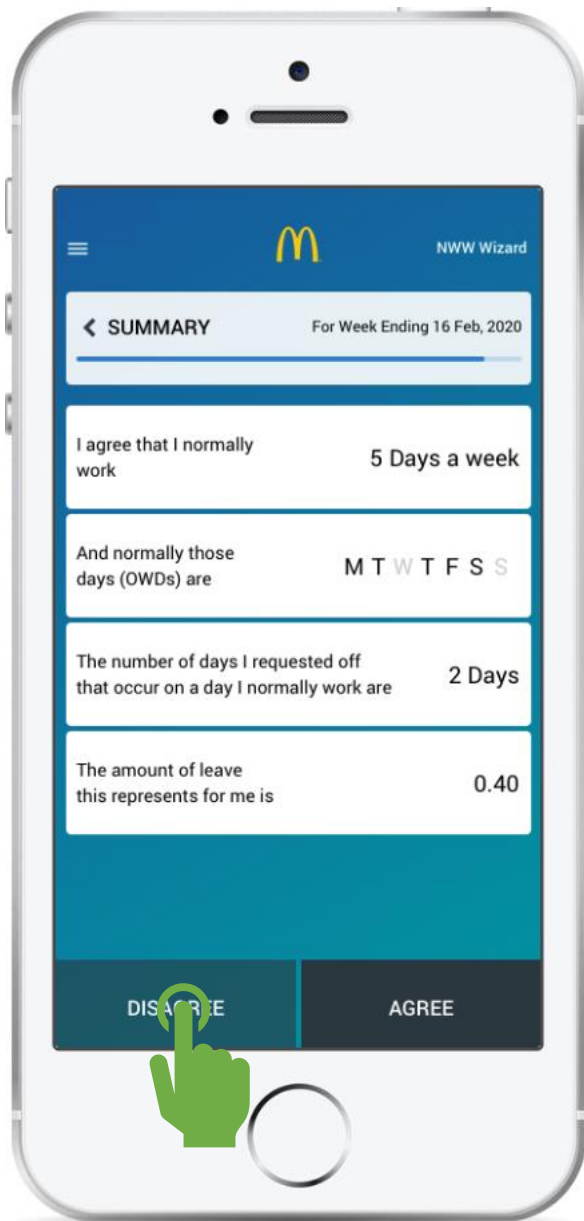 NWW Wizard
SUMMARY For Week Ending 16 Feb, 2020
I agree that I normally
work
5 Days a week
And normally those
days (OWDs) are
M T W T F S S
The number of days I requested off
that occur on a day I normally work are
2 Days
The amount of leave
this represents for me is
0.40
DISAGREE AGREE